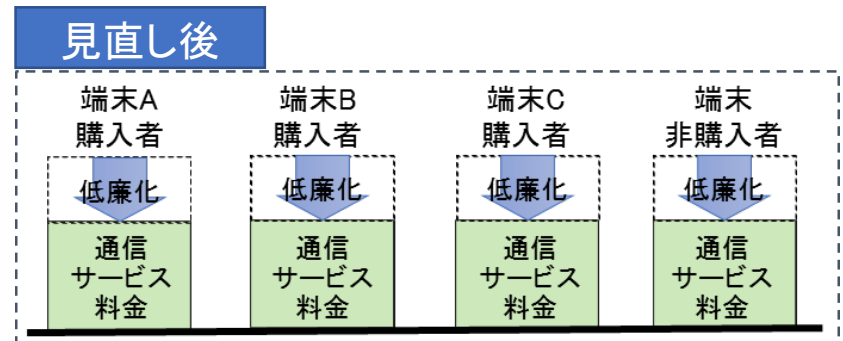 見直し後
端末A
購入者
端末B
購入者
端末C
購入者
端末
非購入者
低廉化
低廉化
低廉化
低廉化
通信
サービス
料金
通信
サービス
料金
通信
サービス
料金
通信
サービス
料金